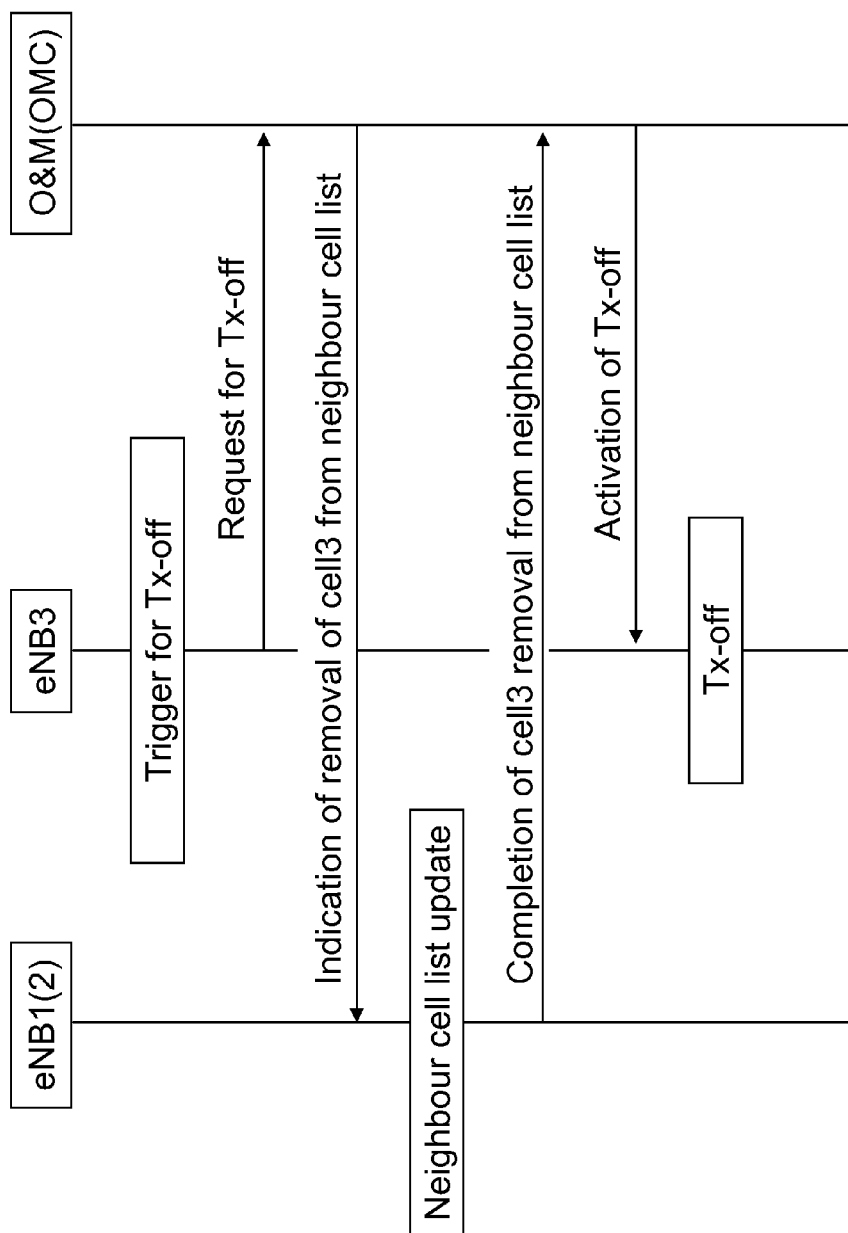 eNB1(2)
eNB3
O&M(OMC)
Trigger for Tx-off
Request for Tx-off
Indication of removal of cell3 from neighbour cell list
Neighbour cell list update
Completion of cell3 removal from neighbour cell list
Activation of Tx-off
Tx-off